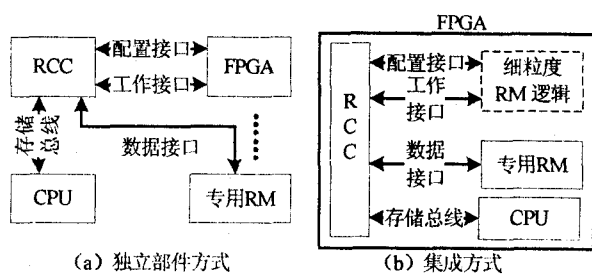 FPGA
RCC
配置接口
FPGA
工作接口
存储
总线
数据接口
CPU
专用RM
(a) 独立部件方式
RCC
配置接口
细粒度
RM 逻辑
工作
接口
数据
接口
专用RM
存储总线
CPU
(b) 集成方式